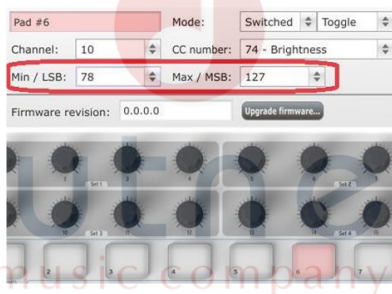 Pad #6 Mode: Switched Toggle
Channel: 10 CC number: 74 - Brightness
Min / LSB: 78 Max / MSB: 127
Firmware revision: 0.0.0.0 Upgrade firmware...
Set 1 Set 2
Set 3 Set 4
2 3 4 5 6 7
music company